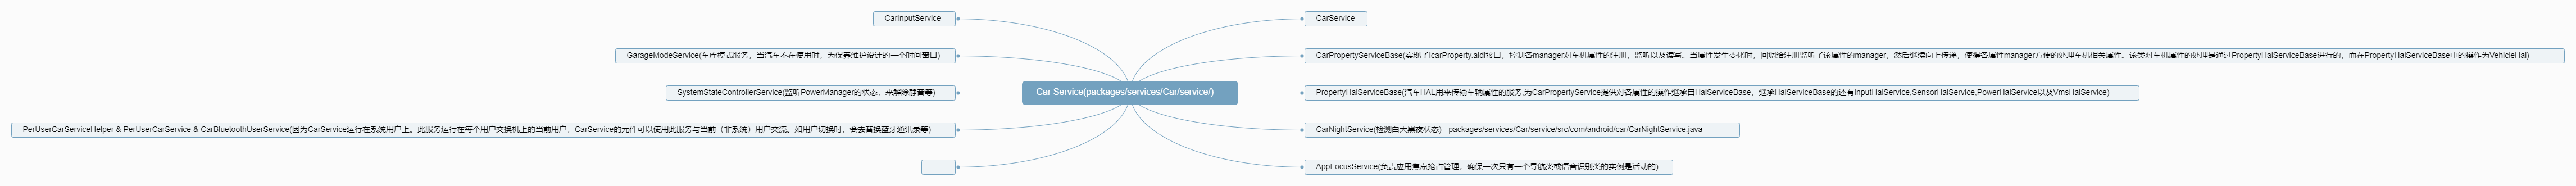 CarInputService
CarService
GarageModeService(车库模式服务，当汽车不在使用时，为保养维护设计的一个时间窗口)
CarPropertyServiceBase(实现了IcarProperty.aidl接口，控制各manager对车机属性的注册，监听以及读写。当属性发生变化时，回调给注册监听了该属性的manager，然后继续向上传递，使得各属性manager方便的处理车机相关属性。该类对车机属性的处理是通过PropertyHalServiceBase进行的，而在PropertyHalServiceBase中的操作为VehicleHal)
Car Service(packages/services/Car/service/)
SystemStateControllerService(监听PowerManager的状态，来解除静音等)
PropertyHalServiceBase(汽车HAL用来传输车辆属性的服务,为CarPropertyService提供对各属性的操作继承自HalServiceBase，继承HalServiceBase的还有InputHalService,SensorHalService,PowerHalService以及VmsHalService)
PerUserCarServiceHelper & PerUserCarService & CarBluetoothUserService(因为CarService运行在系统用户上。此服务运行在每个用户交换机上的当前用户，CarService的元件可以使用此服务与当前（非系统）用户交流。如用户切换时，会去替换蓝牙通讯录等)
CarNightService(检测白天黑夜状态) - packages/services/Car/service/src/com/android/car/CarNightService.java
......
AppFocusService(负责应用焦点抢占管理，确保一次只有一个导航类或语音识别类的实例是活动的)